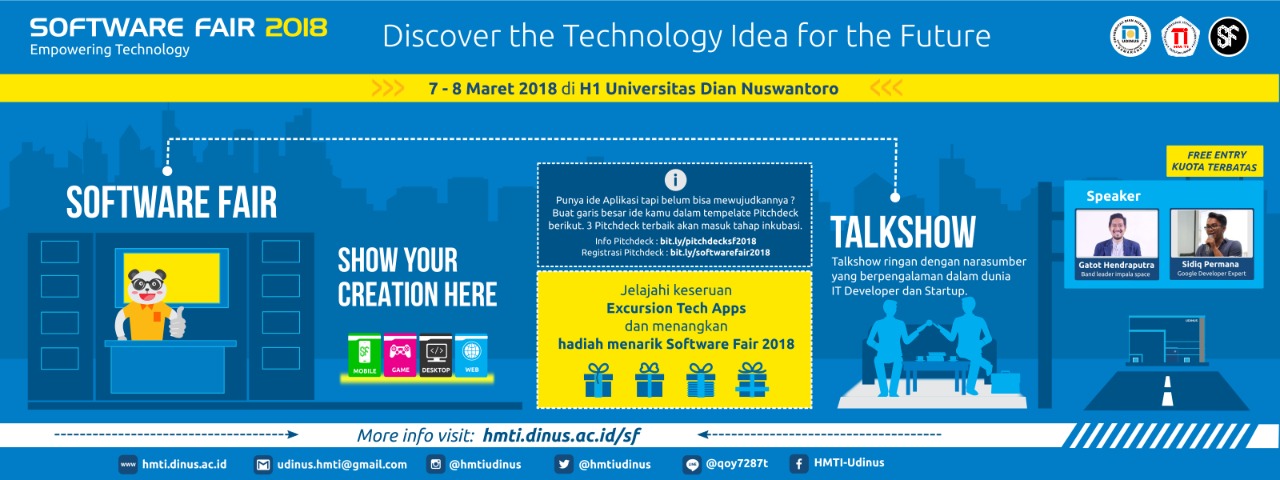 SOFTWARE FAIR 2018
Empowering Technology
Discover the Technology Idea for the Future
UDINUS
SF
>>> 7 - 8 Maret 2018 di H1 Universitas Dian Nuswantoro <<<
SOFTWARE FAIR
SHOW YOUR
CREATION HERE
MOBILE
GAME
DESKTOP
WEB
i
Punya ide Aplikasi tapi belum bisa mewujudkannya ?
Buat garis besar ide kamu dalam tempelate Pitchdeck
berikut. 3 Pitchdeck terbaik akan masuk tahap inkubasi.
Info Pitchdeck : bit.ly/pitchdecksf2018
Registrasi Pitchdeck : bit.ly/softwarefair2018
Jelajahi keseruan
Excursion Tech Apps
dan menangkan
hadiah menarik Software Fair 2018
TALKSHOW
Talkshow ringan dengan narasumber
yang berpengalaman dalam dunia
IT Developer dan Startup.
FREE ENTRY
KUOTA TERBATAS
Speaker
Gatot Hendraputra
Bard leader impala space
Sidiq Permana
Google Developer Expert
More info visit: hmti.dinus.ac.id/sf
www hmti.dinus.ac.id
udinus.hmti@gmail.com
@hmtiudinus
@hmtiudinus
@qoy7287t
HMTI-Udinus